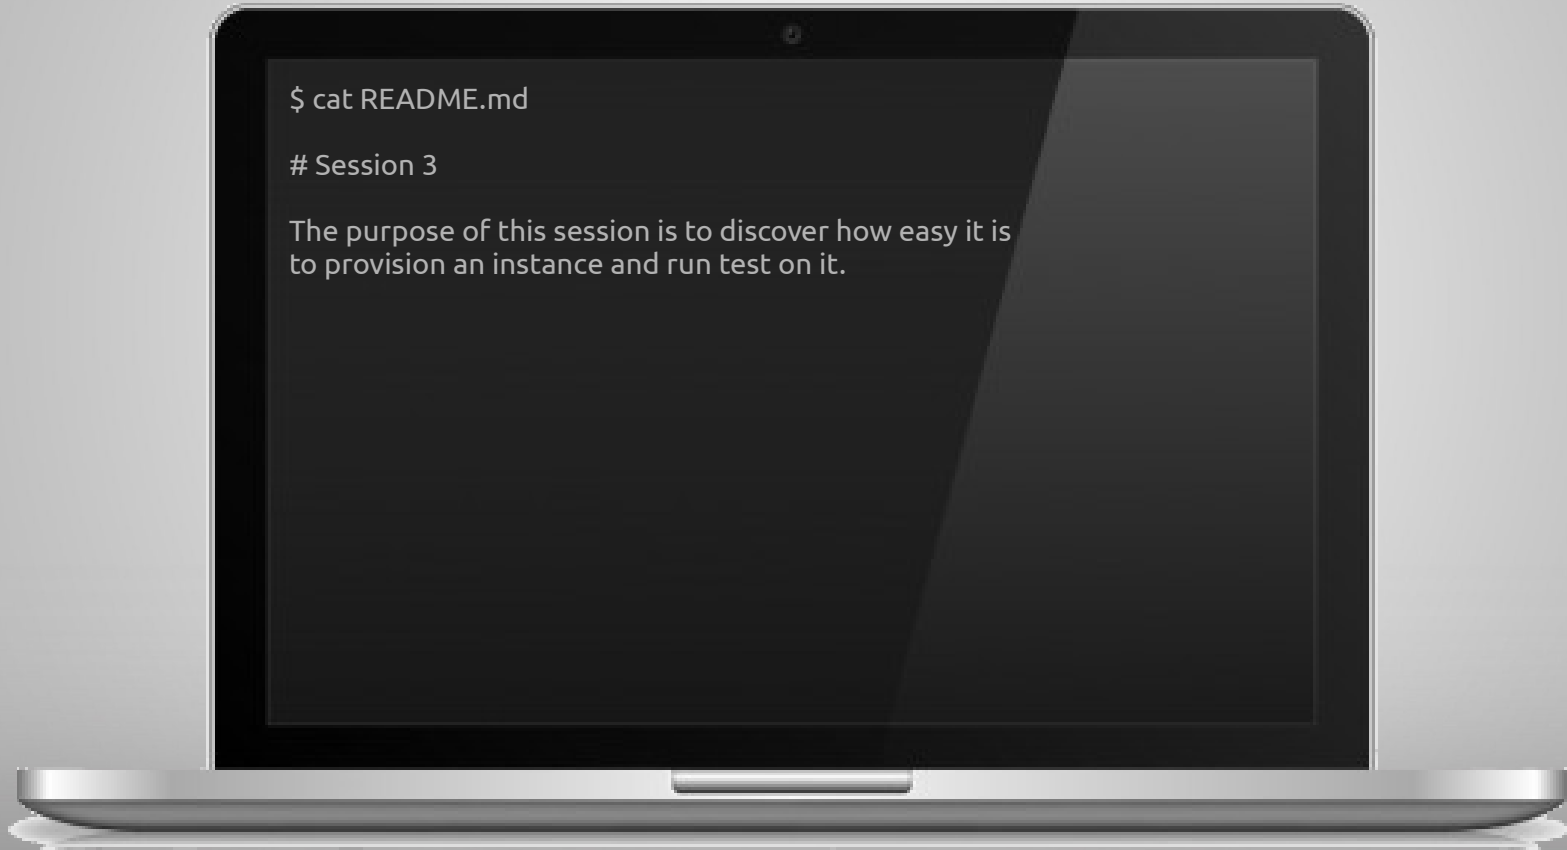 $ cat README.md
# Session 3
The purpose of this session is to discover how easy it is
to provision an instance and run test on it.